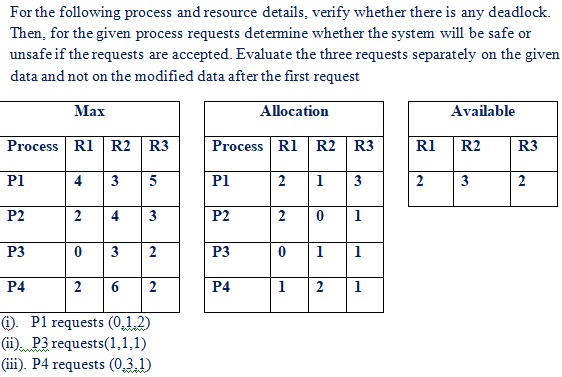 For the following process and resource details, verify whether there is any deadlock.
Then, for the given process requests determine whether the system will be safe or
unsafe if the requests are accepted. Evaluate the three requests separately on the given
data and not on the modified data after the first request
Max Allocation Available
Process R1 R2 R3 Process R1 R2 R3 R1 R2 R3
P1 4 3 5 P1 2 1 3 2 3 2
P2 2 4 3 P2 2 0 1
P3 0 3 2 P3 0 1 1
P4 2 6 2 P4 1 2 1
(i). P1 requests (0,1,2)
(ii). P3 requests(1,1,1)
(iii). P4 requests (0,3,1)